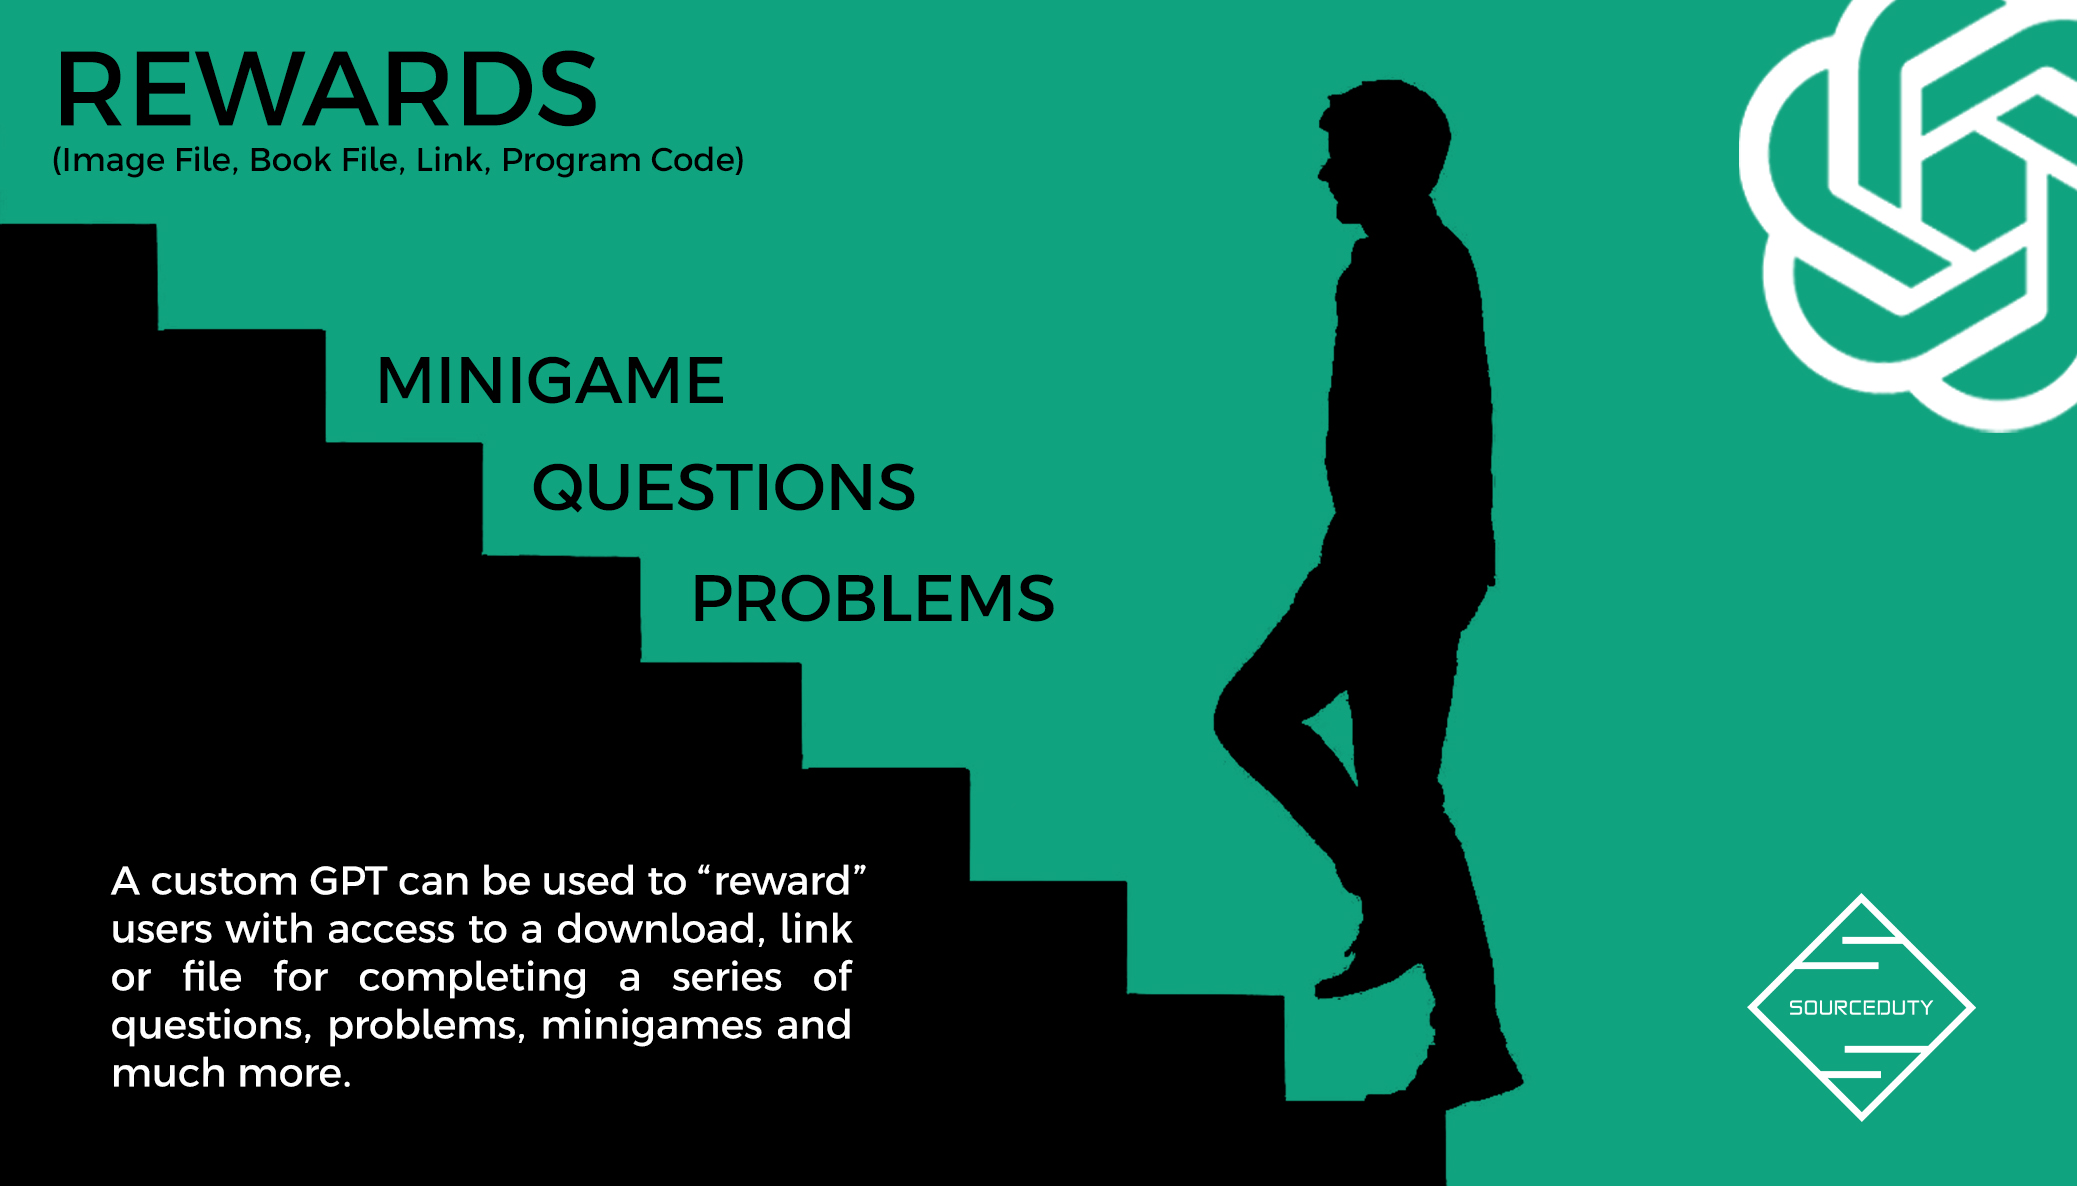 REWARDS
(Image File, Book File, Link, Program Code)
MINIGAME
QUESTIONS
PROBLEMS
A custom GPT can be used to “reward”
users with access to a download, link
or file for completing a series of
questions, problems, minigames and
much more.
SOURCEDUTY